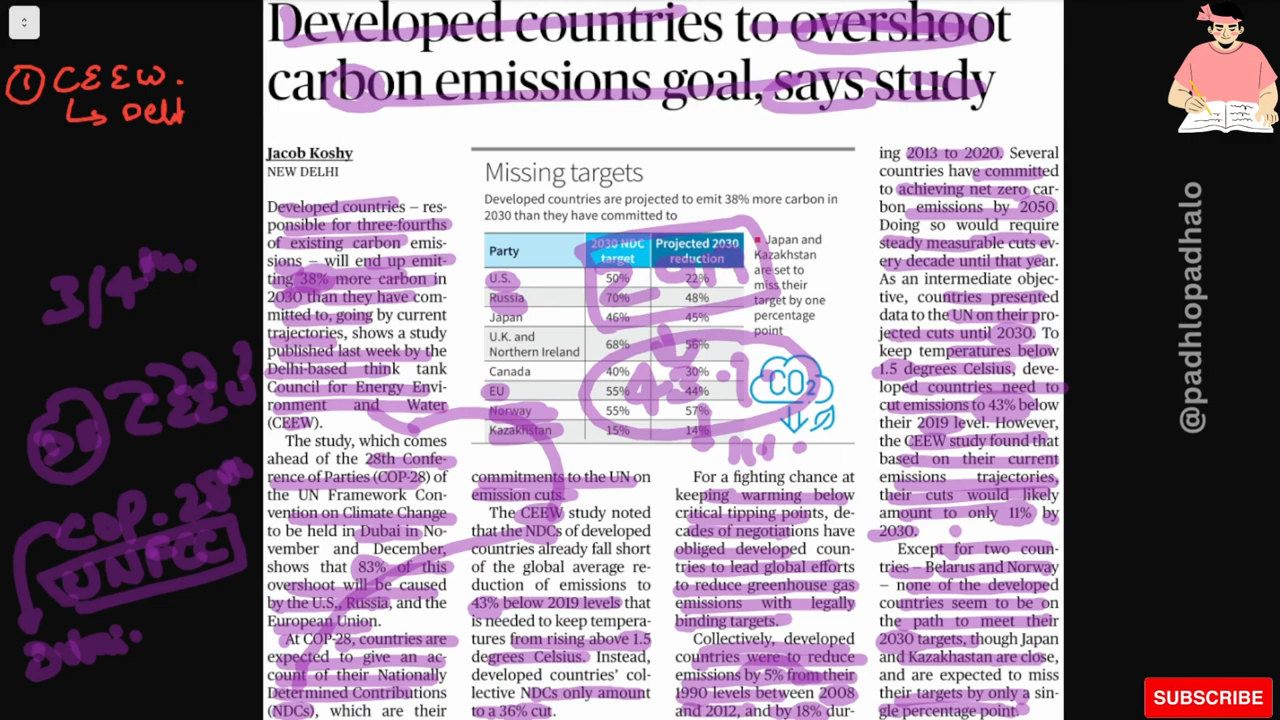 Developed countries to overshoot
carbon emissions goal, says study
① CEEW.
↳ Delhi
Jacob Koshy
NEW DELHI
Developed countries – res-
ponsible for three-fourths
of existing carbon emis-
sions – will end up emit-
ting 38% more carbon in
2030 than they have com-
mitted to, going by current
trajectories, shows a study
published last week by the
Delhi-based think tank
Council for Energy Envi-
ronment and Water
(CEEW).
The study, which comes
ahead of the 28th Confe-
rence of Parties (COP-28) of
the UN Framework Con-
vention on Climate Change
to be held in Dubai in No-
vember and December,
shows that 83% of this
overshoot will be caused
by the U.S., Russia, and the
European Union.
At COP-28, countries are
expected to give an ac-
count of their Nationally
Determined Contributions
(NDCs), which are their
3/4th.
CEEW
COP. 28th
UNFCC
Dubai.
Missing targets
Developed countries are projected to emit 38% more carbon in
2030 than they have committed to
Party 2030 NDC target Projected 2030 reduction
U.S. 50% 22%
Russia 70% 48%
Japan 46% 45%
U.K. and
Northern Ireland 68% 56%
Canada 40% 30%
EU 55% 44%
Norway 55% 57%
Kazakhstan 15% 14%
Japan and
Kazakhstan
are set to
miss their
target by one
percentage
point
CO₂
commitments to the UN on
emission cuts.
The CEEW study noted
that the NDCs of developed
countries already fall short
of the global average re-
duction of emissions to
43% below 2019 levels that
is needed to keep tempera-
tures from rising above 1.5
degrees Celsius. Instead,
developed countries' col-
lective NDCs only amount
to a 36% cut.
For a fighting chance at
keeping warming below
critical tipping points, de-
cades of negotiations have
obliged developed coun-
tries to lead global efforts
to reduce greenhouse gas
emissions with legally
binding targets.
Collectively, developed
countries were to reduce
emissions by 5% from their
1990 levels between 2008
and 2012, and by 18% dur-
ing 2013 to 2020. Several
countries have committed
to achieving net zero car-
bon emissions by 2050.
Doing so would require
steady measurable cuts ev-
ery decade until that year.
As an intermediate objec-
tive, countries presented
data to the UN on their pro-
jected cuts until 2030. To
keep temperatures below
1.5 degrees Celsius, deve-
loped countries need to
cut emissions to 43% below
their 2019 level. However,
the CEEW study found that
based on their current
emissions trajectories,
their cuts would likely
amount to only 11% by
2030.
Except for two coun-
tries – Belarus and Norway
– none of the developed
countries seem to be on
the path to meet their
2030 targets, though Japan
and Kazakhastan are close,
and are expected to miss
their targets by only a sin-
gle percentage point.
@padhlopadhalo
SUBSCRIBE